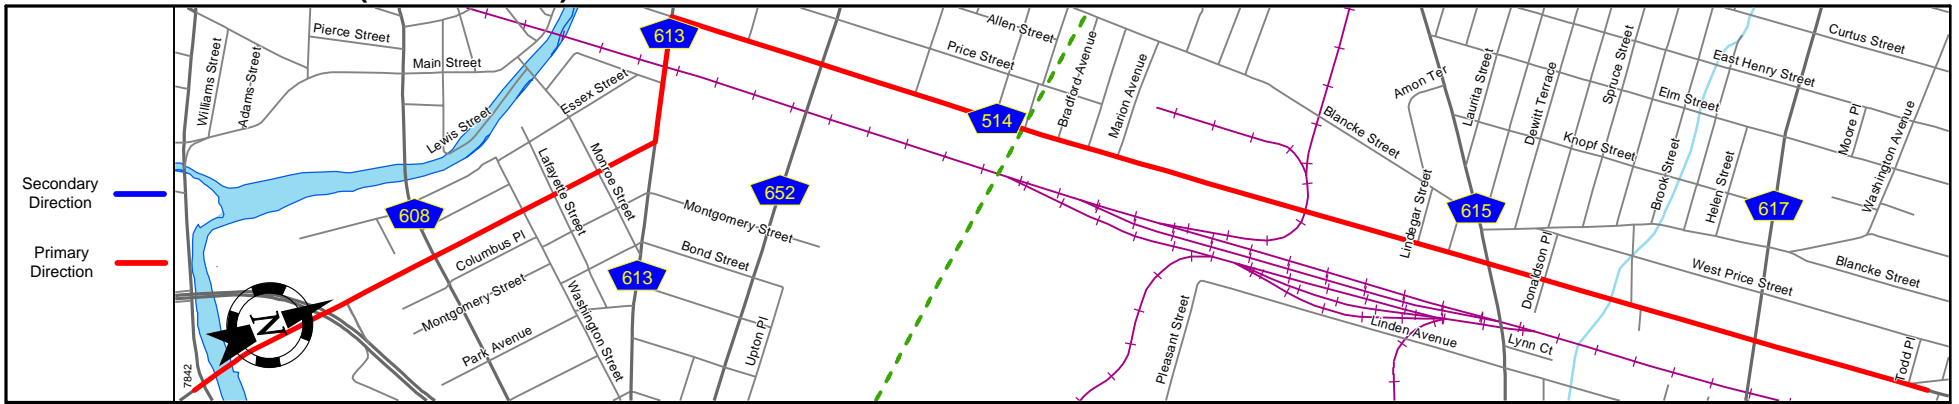 Secondary
Direction
Primary
Direction
Williams Street
Adams-Street
Pierce Street
Main Street
Lewis Street
Essex Street
613
Lafayette Street
Monroe Street
608
Columbus Pl
Montgomery-Street
Park Avenue
Washington Street
613
Montgomery-Street
Bond Street
Upton Pl
652
N
7842
Allen-Street
Price Street
514
Bradford-Avenue
Marion Avenue
Blancke Street
Amon Ter
Lindegar Street
615
Laurita Street
Dewitt Terrace
Spruce Street
Knopf Street
Elm Street
East Henry Street
Curtus Street
Brook Street
Helen Street
617
Moore Pl
Washington Avenue
Blancke Street
West Price Street
Donaldson Pl
Pleasant Street
Linden Avenue
Lynn Ct
Todd Pl